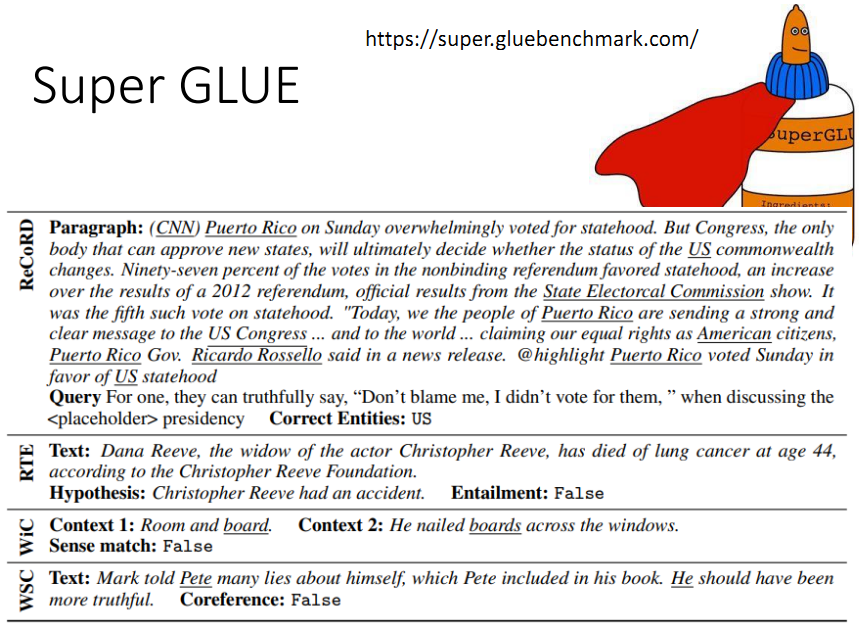 https://super.gluebenchmark.com/
Super GLUE
SuperGLU
Ingredients:
ReCoRD
Paragraph: (CNN) Puerto Rico on Sunday overwhelmingly voted for statehood. But Congress, the only
body that can approve new states, will ultimately decide whether the status of the US commonwealth
changes. Ninety-seven percent of the votes in the nonbinding referendum favored statehood, an increase
over the results of a 2012 referendum, official results from the State Electorcal Commission show. It
was the fifth such vote on statehood. "Today, we the people of Puerto Rico are sending a strong and
clear message to the US Congress ... and to the world ... claiming our equal rights as American citizens,
Puerto Rico Gov. Ricardo Rossello said in a news release. @highlight Puerto Rico voted Sunday in
favor of US statehood
Query For one, they can truthfully say, “Don’t blame me, I didn’t vote for them, ” when discussing the
<placeholder> presidency Correct Entities: US
RTE
Text: Dana Reeve, the widow of the actor Christopher Reeve, has died of lung cancer at age 44,
according to the Christopher Reeve Foundation.
Hypothesis: Christopher Reeve had an accident. Entailment: False
WiC
Context 1: Room and board. Context 2: He nailed boards across the windows.
Sense match: False
WSC
Text: Mark told Pete many lies about himself, which Pete included in his book. He should have been
more truthful. Coreference: False